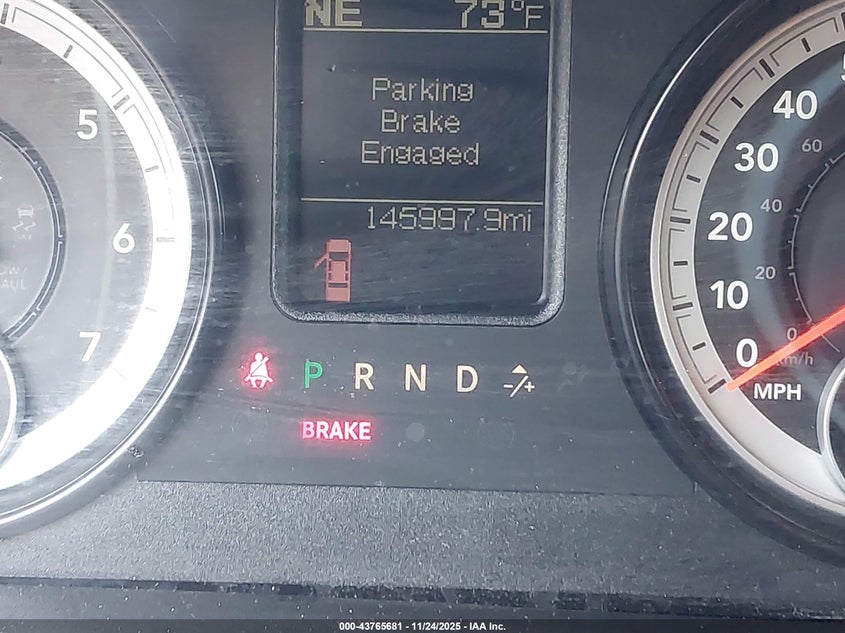 NE 73°F
Parking
Brake
Engaged
145997.9mi
5
6
7
40
30
20
10
0
MPH
60
40
20
0
km/h
P R N D -/+
BRAKE
000-43765681 - 11/24/2025 - IAA Inc.